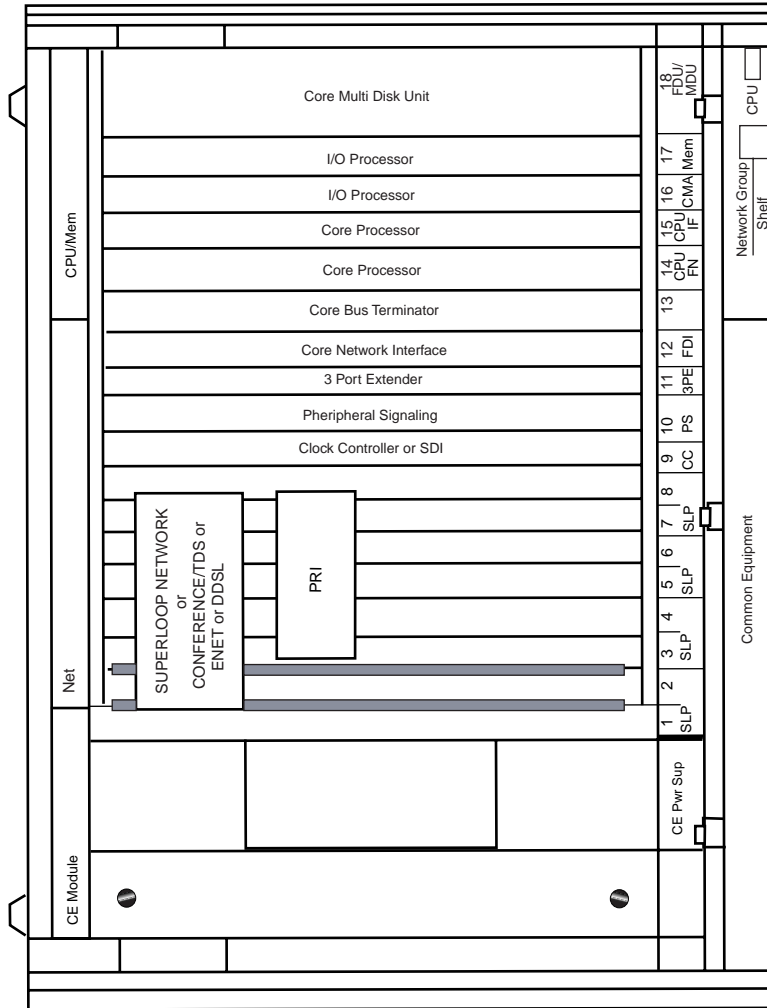 Core Multi Disk Unit
I/O Processor
I/O Processor
Core Processor
Core Processor
Core Bus Terminator
Core Network Interface
3 Port Extender
Pheripheral Signaling
Clock Controller or SDI
SUPERLOOP NETWORK
or
CONFERENCE/TDS or
ENET or DDSL
PRI
CPU/Mem
Net
CE Module
18
FDU/
MDU
17
Mem
16
CMA
15
CPU
IF
14
CPU
FN
13
12
FDI
11
3PE
10
PS
9
CC
8
7
SLP
6
5
SLP
4
3
SLP
2
1
SLP
CE Pwr Sup
CPU
Network Group
Shelf
Common Equipment